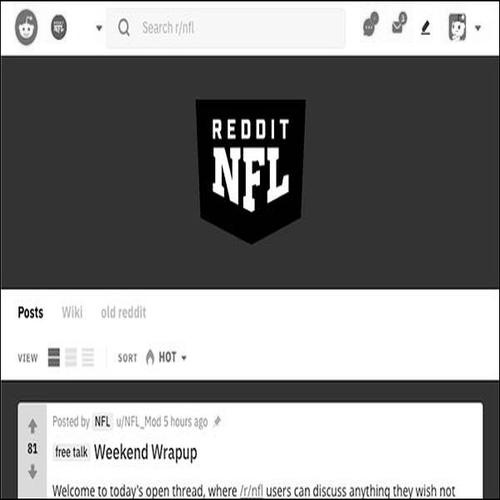 Search r/nfl
REDDIT
NFL
Posts Wiki old reddit
VIEW SORT HOT
Posted by NFL u/NFL_Mod 5 hours ago
81
free talk Weekend Wrapup
Welcome to today's open thread, where /r/nfl users can discuss anything they wish not